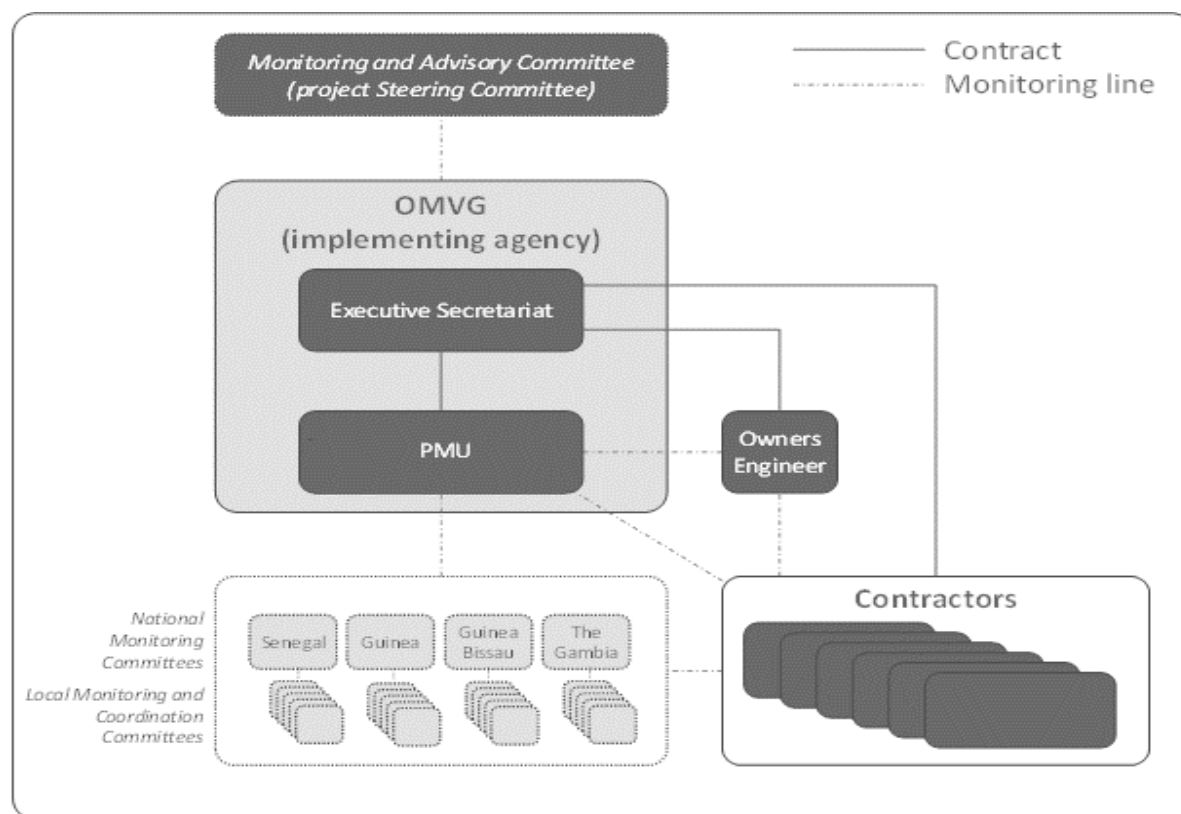 Monitoring and Advisory Committee
(project Steering Committee)
Contract
Monitoring line
OMVG
(implementing agency)
Executive Secretariat
PMU
Owners
Engineer
National
Monitoring
Committees
Senegal
Guinea
Guinea
Bissau
The
Gambia
Local Monitoring and
Coordination
Committees
Contractors